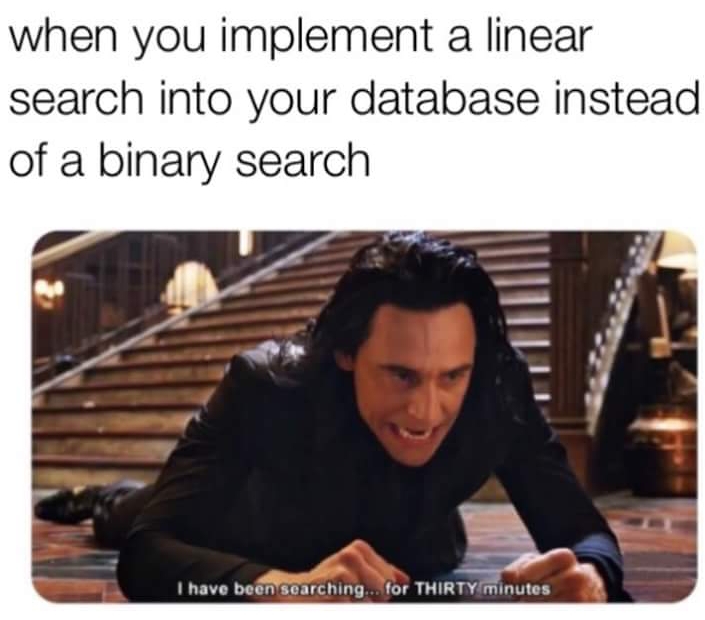 when you implement a linear
search into your database instead
of a binary search
I have been searching... for THIRTY minutes